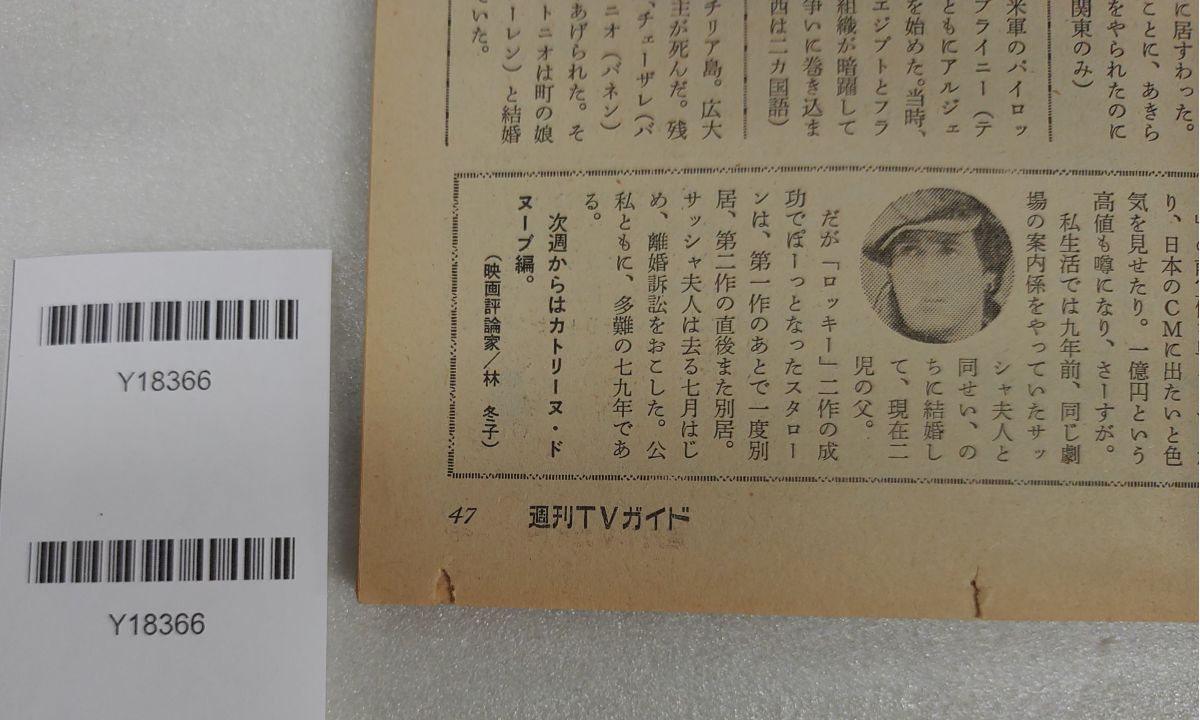 に居すわった。
ことに、あきら
をやられたのに
関東のみ)
米軍のパイロッ
ブライニー(テ
ともにアルジェ
を始めた。当時、
エジプトとフラ
組織が暗躍して
争いに巻き込ま
西は二カ国語)
チリア島。広大
主が死んだ。残
、チェーザレ(バ
ニオ(バネン)
あげられた。そ
トニオは町の娘
ーレン)と結婚
ていた。
り、日本のCMに出たいと色
気を見せたり。一億円という
高値も噂になり、さーすが。
私生活では九年前、同じ劇
場の案内係をやっていたサッ
シャ夫人と
同せい、の
ちに結婚し
て、現在二
児の父。
だが「ロッキー」二作の成
功でぽーっとなったスタロー
ンは、第一作のあとで一度別
居、第二作の直後また別居。
サッシャ夫人は去る七月はじ
め、離婚訴訟をおこした。公
私ともに、多難の七九年であ
る。
次週からはカトリーヌ・ド
ヌーブ編。
(映画評論家/林 冬子)
47 週刊TVガイド
Y18366
Y18366